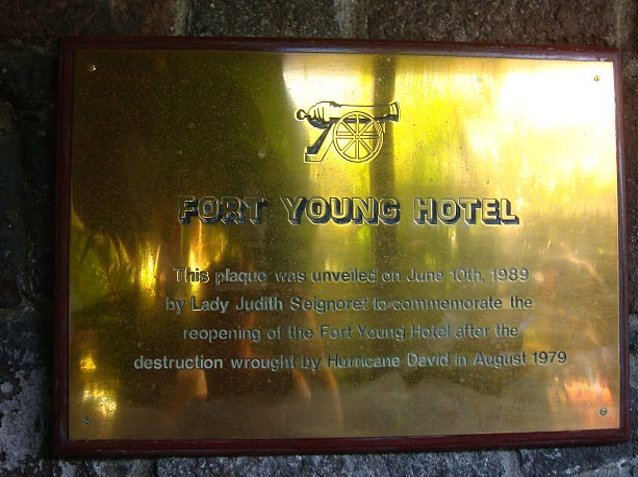 FORT YOUNG HOTEL
This plaque was unveiled on June 10th, 1989
by Lady Judith Seignoret to commemorate the
reopening of the Fort Young Hotel after the
destruction wrought by Hurricane David in August 1979